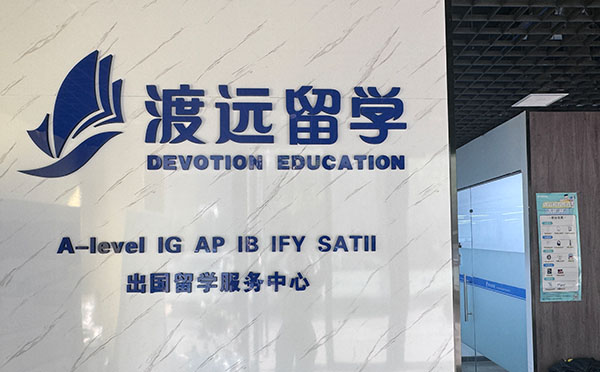 渡远留学
DEVOTION EDUCATION
A-level IG AP IB IFY SATII
出国留学服务中心